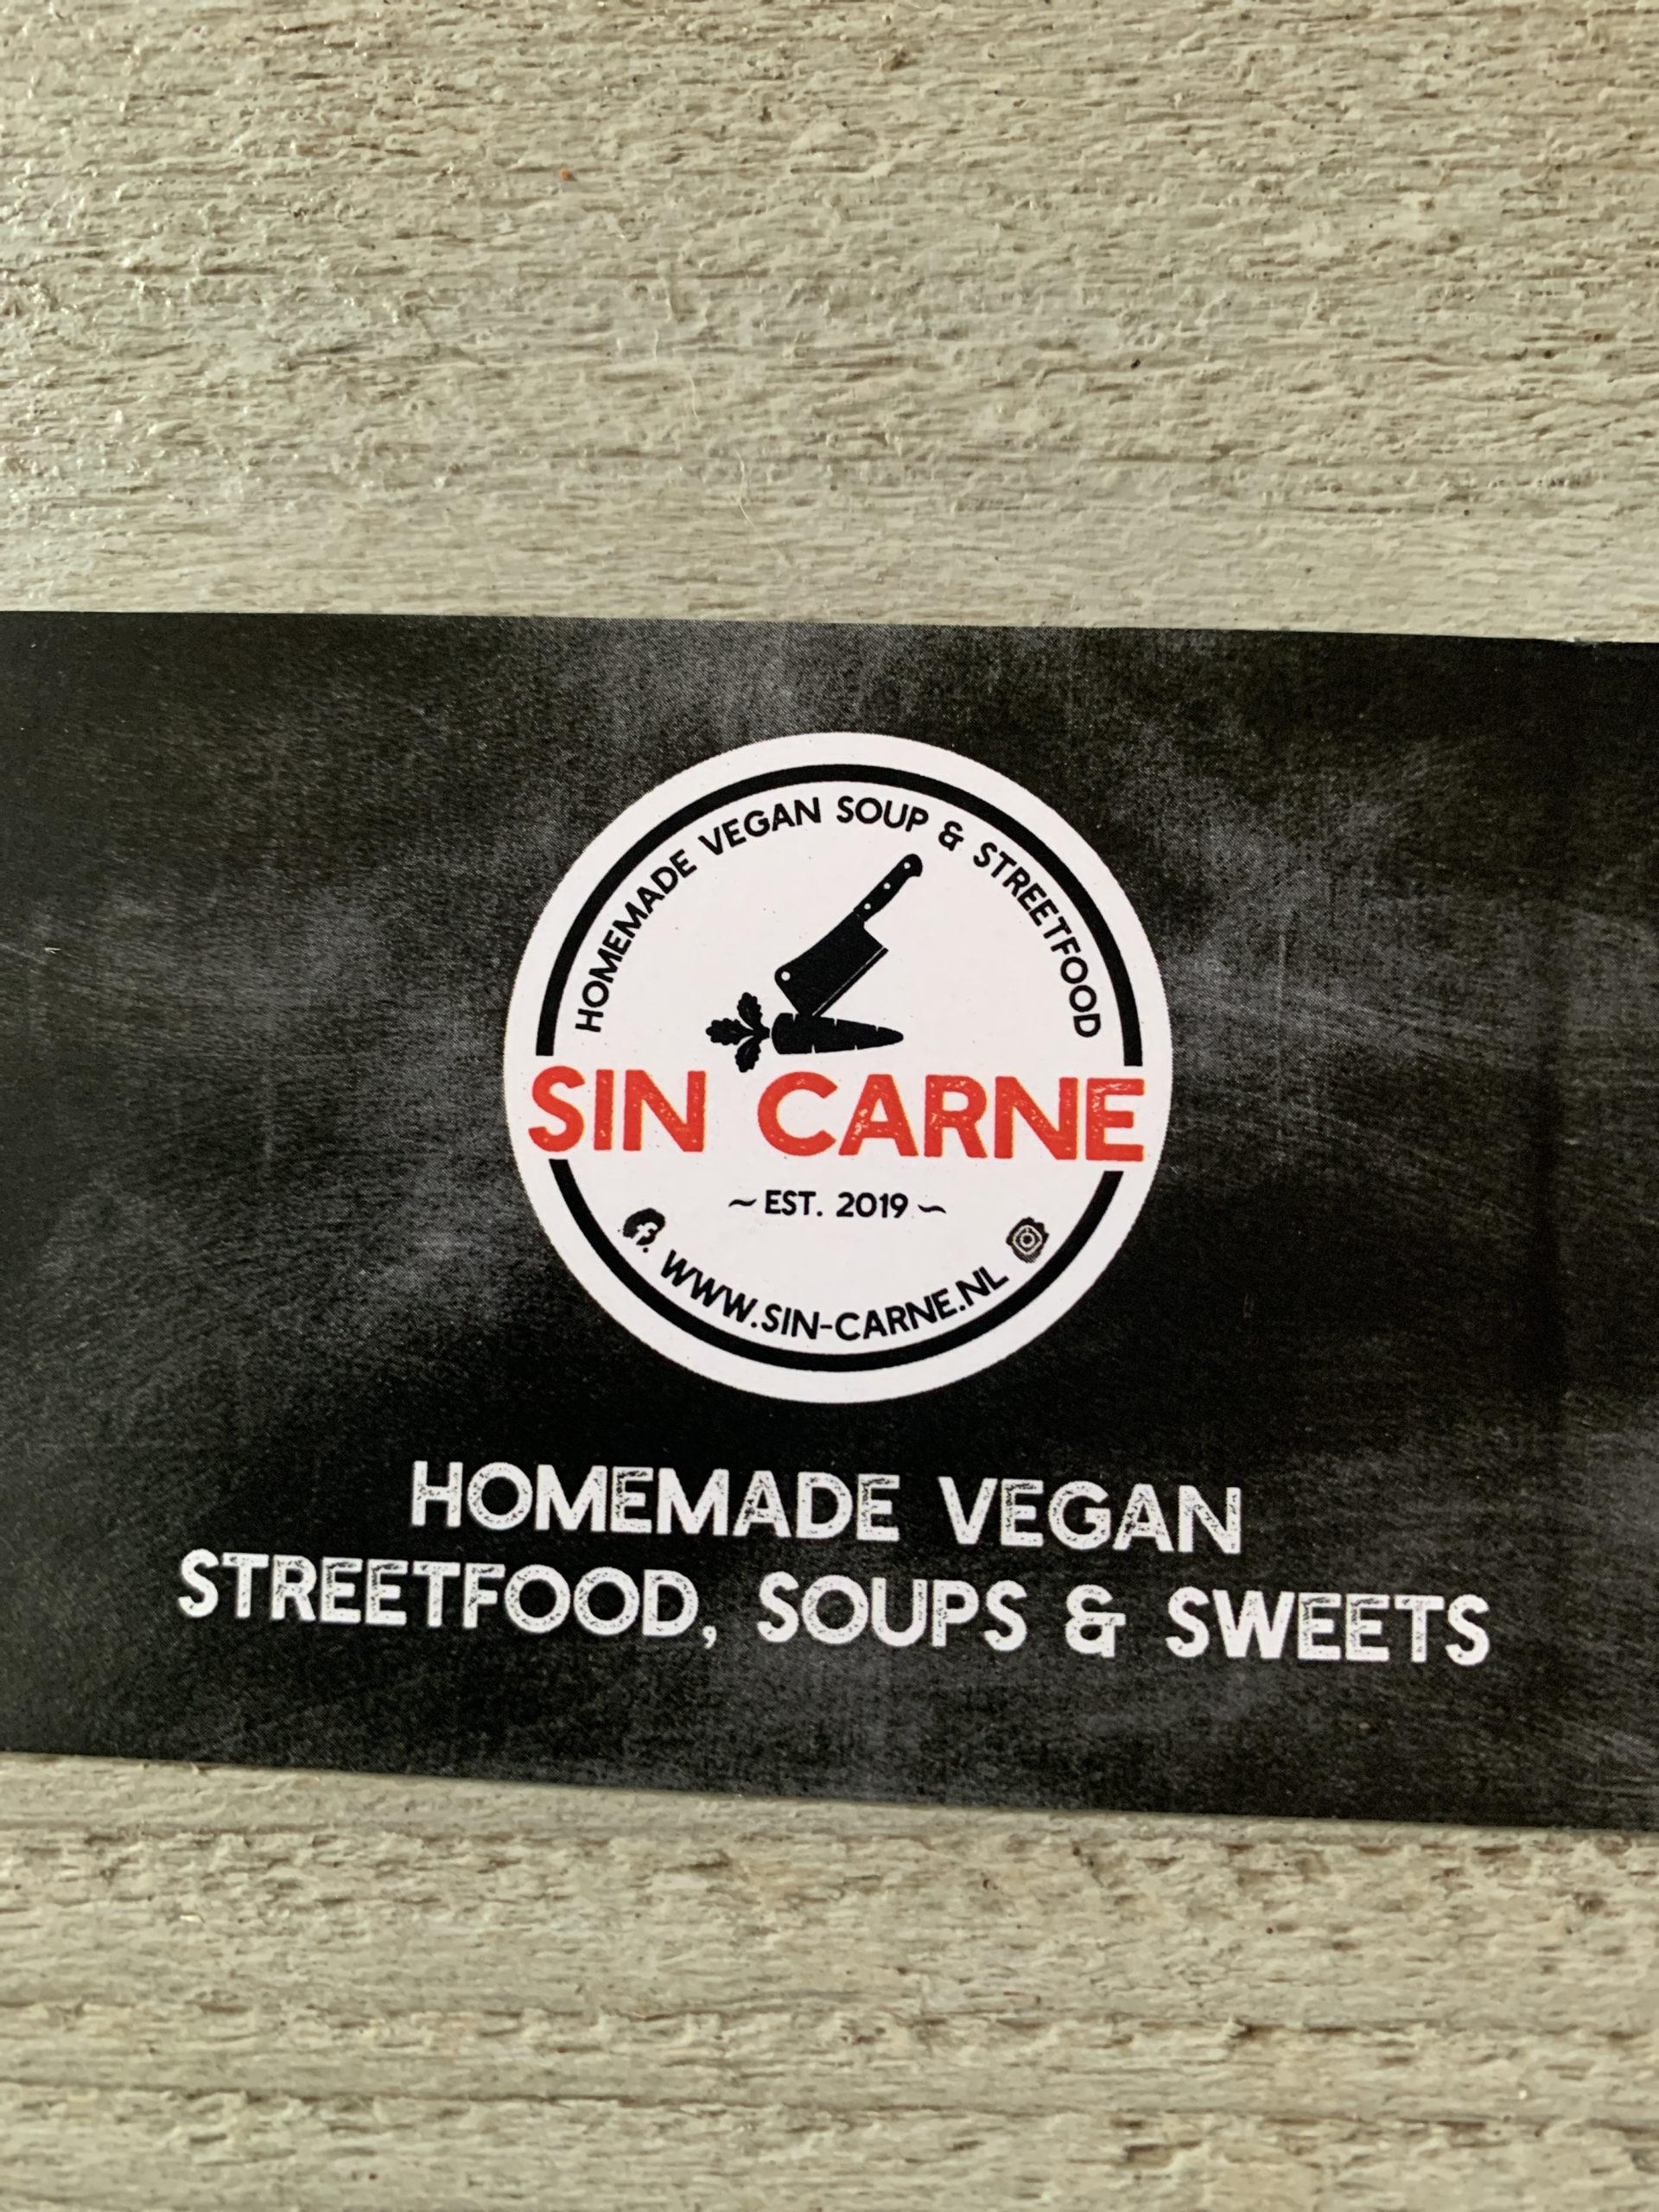 HOMEMADE VEGAN SOUP & STREETFOOD
SIN CARNE
~ EST. 2019 ~
WWW.SIN-CARNE.NL
HOMEMADE VEGAN
STREETFOOD, SOUPS & SWEETS